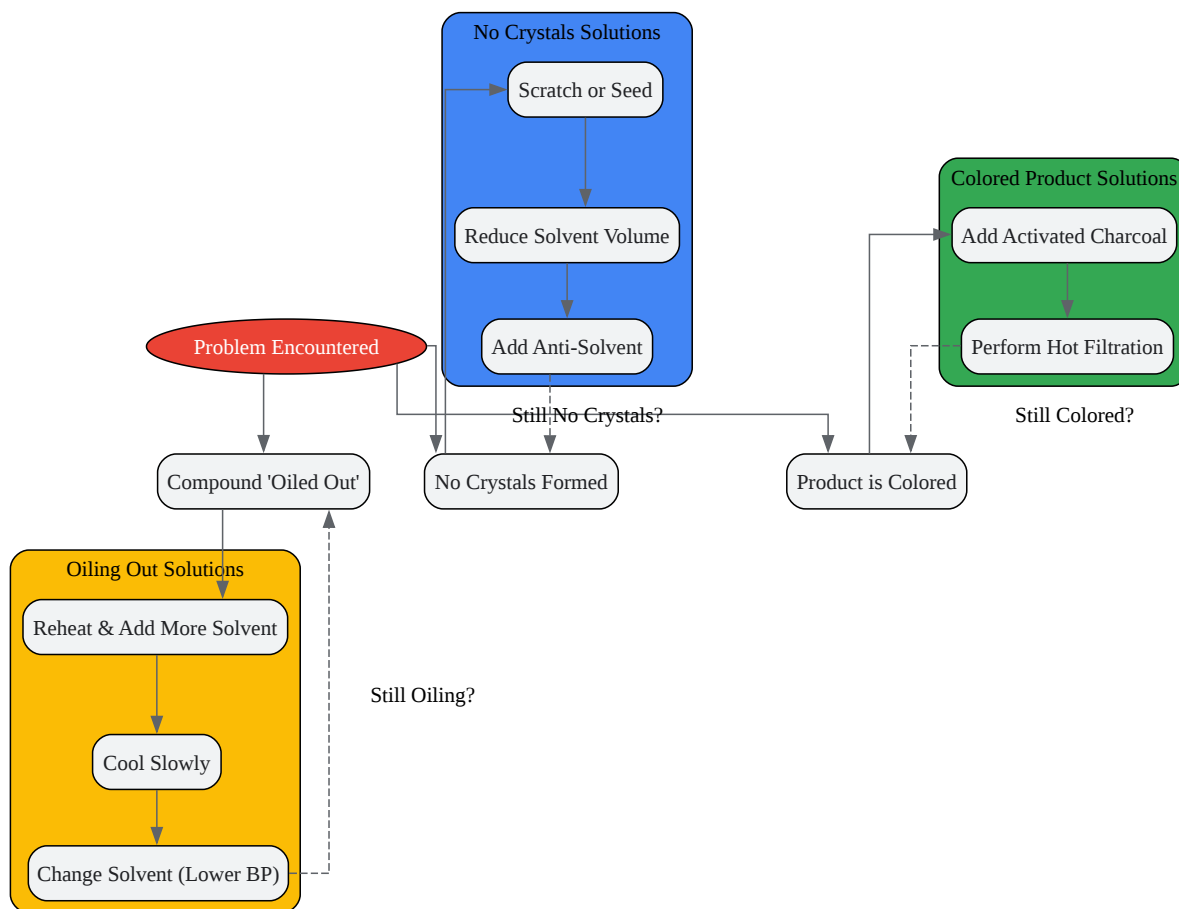 No Crystals Solutions
Scratch or Seed
Colored Product Solutions
Reduce Solvent Volume
Add Activated Charcoal
Problem Encountered
Add Anti-Solvent
Perform Hot Filtration
Still No Crystals?
Still Colored?
Compound 'Oiled Out'
No Crystals Formed
Product is Colored
Oiling Out Solutions
Reheat & Add More Solvent
Still Oiling?
Cool Slowly
Change Solvent (Lower BP)